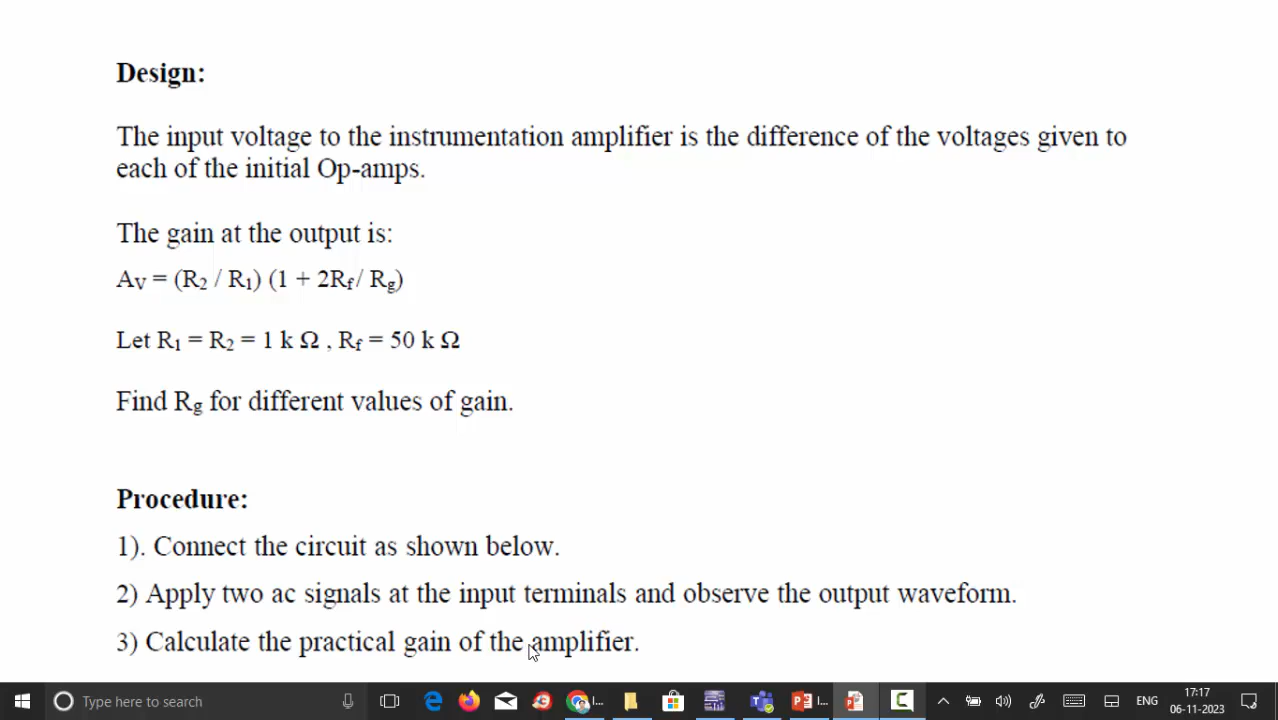 Design:
The input voltage to the instrumentation amplifier is the difference of the voltages given to
each of the initial Op-amps.
The gain at the output is:
Av = (R₂ / R₁) (1 + 2Rf/ Rg)
Let R₁ = R₂ = 1 k Ω , Rf = 50 k Ω
Find Rg for different values of gain.
Procedure:
1). Connect the circuit as shown below.
2) Apply two ac signals at the input terminals and observe the output waveform.
3) Calculate the practical gain of the amplifier.
Type here to search
I...
I...
ENG
17:17
06-11-2023